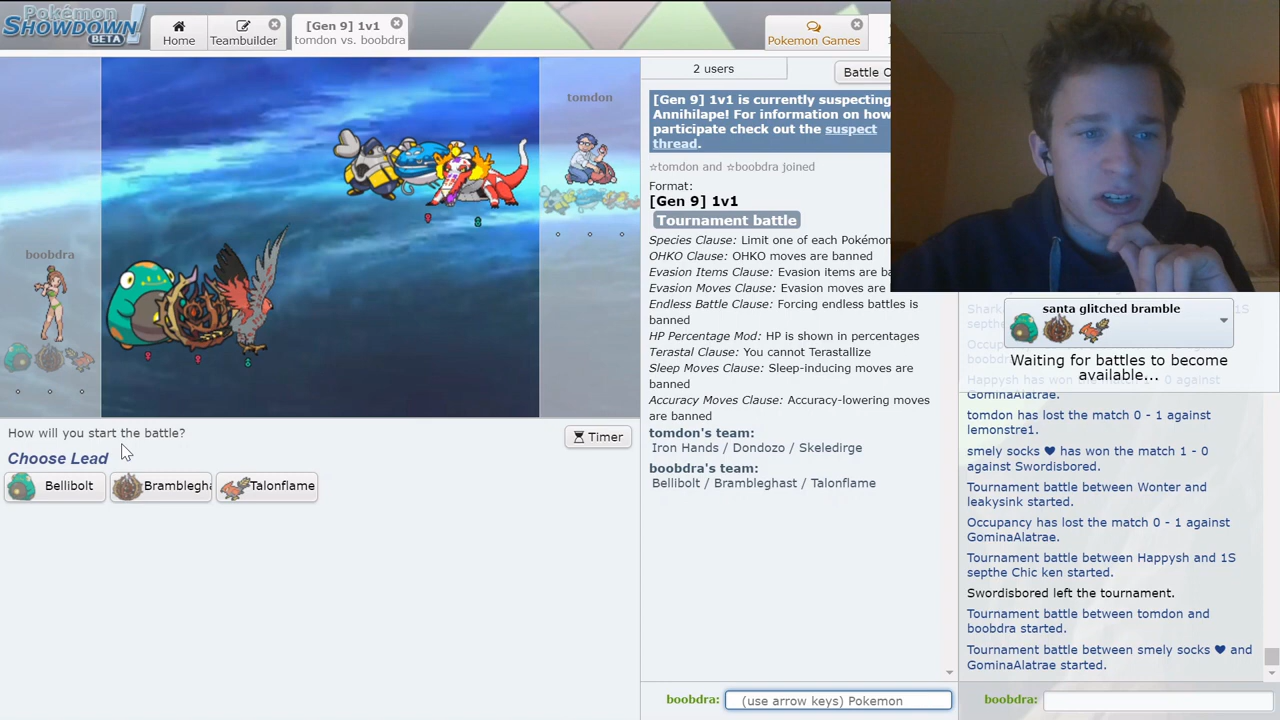 Pokémon
SHOWDOWN!
BETA
Home
Teambuilder
[Gen 9] 1v1
tomdon vs. boobdra
Pokemon Games
tomdon
boobdra
How will you start the battle?
Timer
Choose Lead
Bellibolt
Bramblegha
Talonflame
2 users
Battle O
[Gen 9] 1v1 is currently suspecting
Annihilape! For information on how
participate check out the suspect
thread.
☆tomdon and ☆boobdra joined
Format:
[Gen 9] 1v1
Tournament battle
Species Clause: Limit one of each Pokémon
OHKO Clause: OHKO moves are banned
Evasion Items Clause: Evasion items are ba
Evasion Moves Clause: Evasion moves are
Endless Battle Clause: Forcing endless battles is
banned
HP Percentage Mod: HP is shown in percentages
Terastal Clause: You cannot Terastallize
Sleep Moves Clause: Sleep-inducing moves are
banned
Accuracy Moves Clause: Accuracy-lowering moves
are banned
tomdon's team:
Iron Hands / Dondozo / Skeledirge
boobdra's team:
Bellibolt / Brambleghast / Talonflame
boobdra:
(use arrow keys) Pokemon
santa glitched bramble
Waiting for battles to become
available...
GominaAlatrae.
tomdon has lost the match 0 - 1 against
lemonstre1.
smely socks ♥ has won the match 1 - 0
against Swordisbored.
Tournament battle between Wonter and
leakysink started.
Occupancy has lost the match 0 - 1 against
GominaAlatrae.
Tournament battle between Happysh and 1S
septhe Chic ken started.
Swordisbored left the tournament.
Tournament battle between tomdon and
boobdra started.
Tournament battle between smely socks ♥ and
GominaAlatrae started.
boobdra: